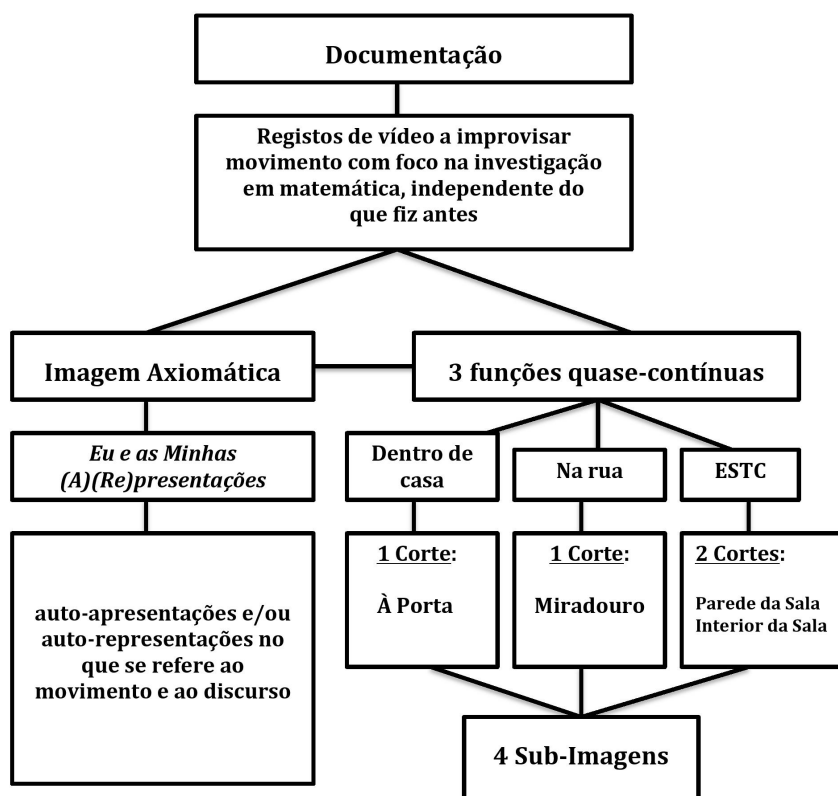 Documentação
Registos de vídeo a improvisar
movimento com foco na investigação
em matemática, independente do
que fiz antes
Imagem Axiomática
3 funções quase-contínuas
Eu e as Minhas
(A)(Re)presentações
Dentro de
casa
Na rua
ESTC
auto-apresentações e/ou
auto-representações no
que se refere ao
movimento e ao discurso
1 Corte:
À Porta
1 Corte:
Miradouro
2 Cortes:
Parede da Sala
Interior da Sala
4 Sub-Imagens